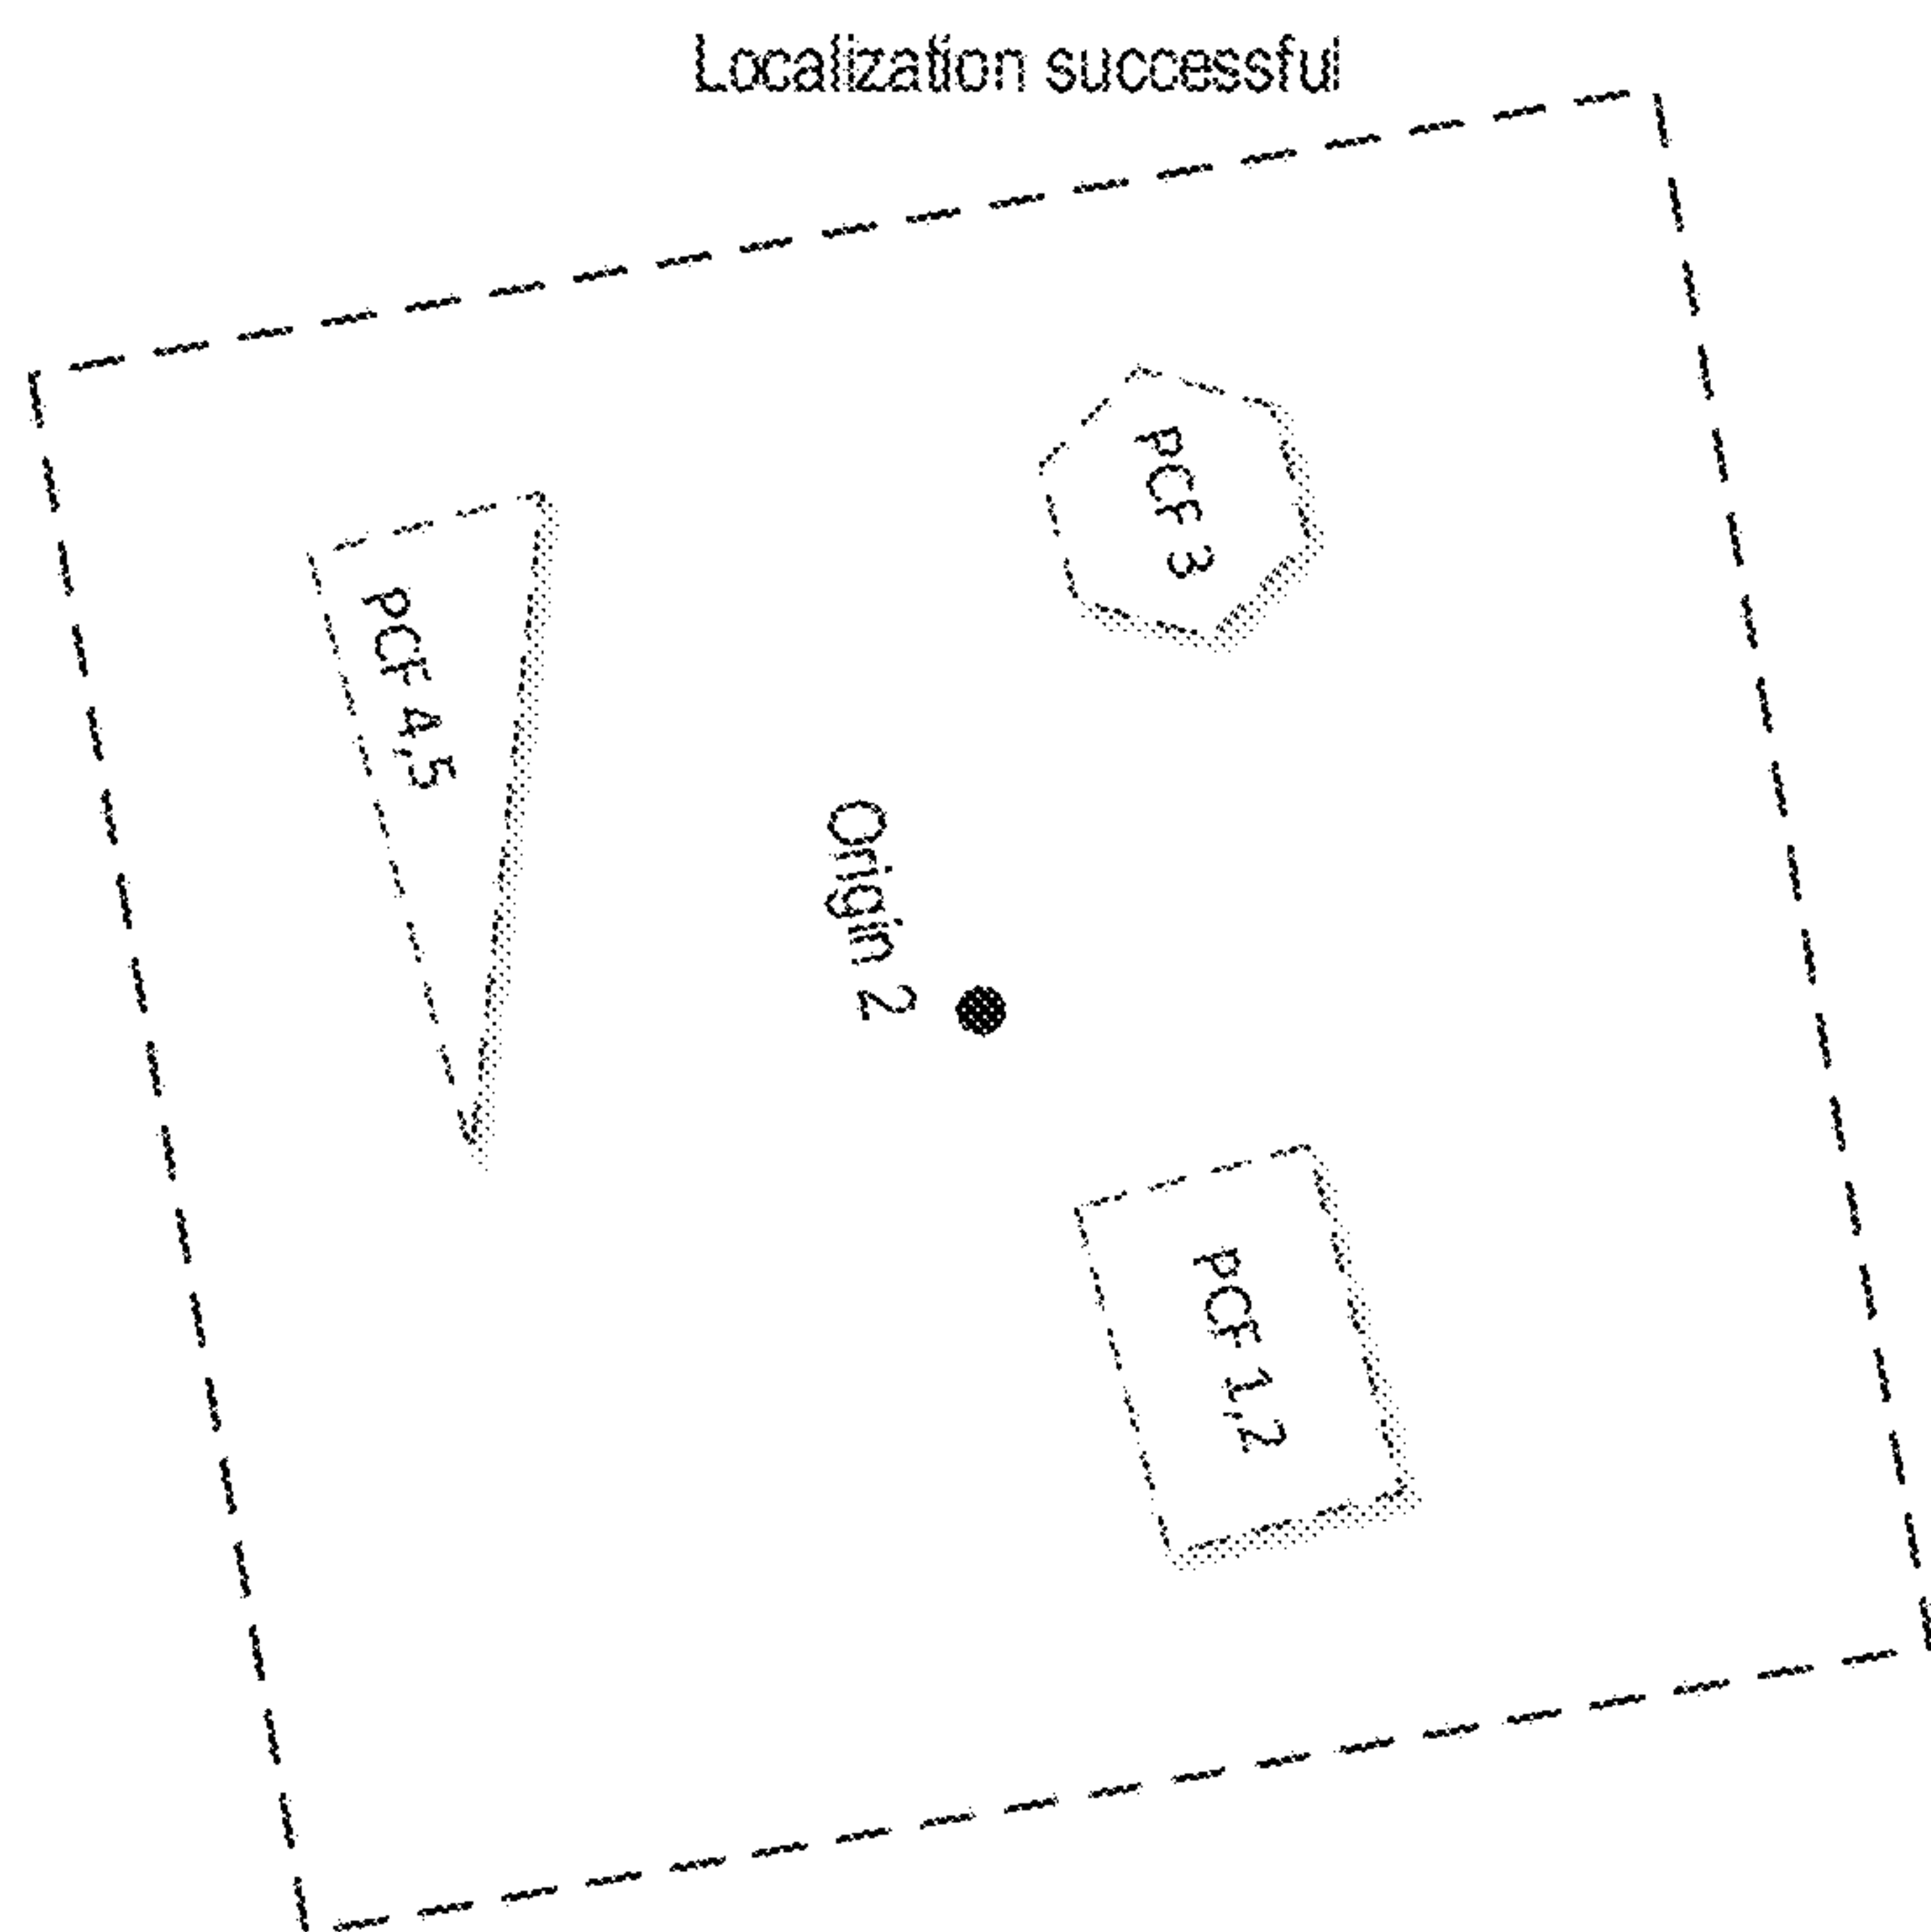 Localization successful
PCF 3
PCF 4,5
Origin 2
PCF 1,2